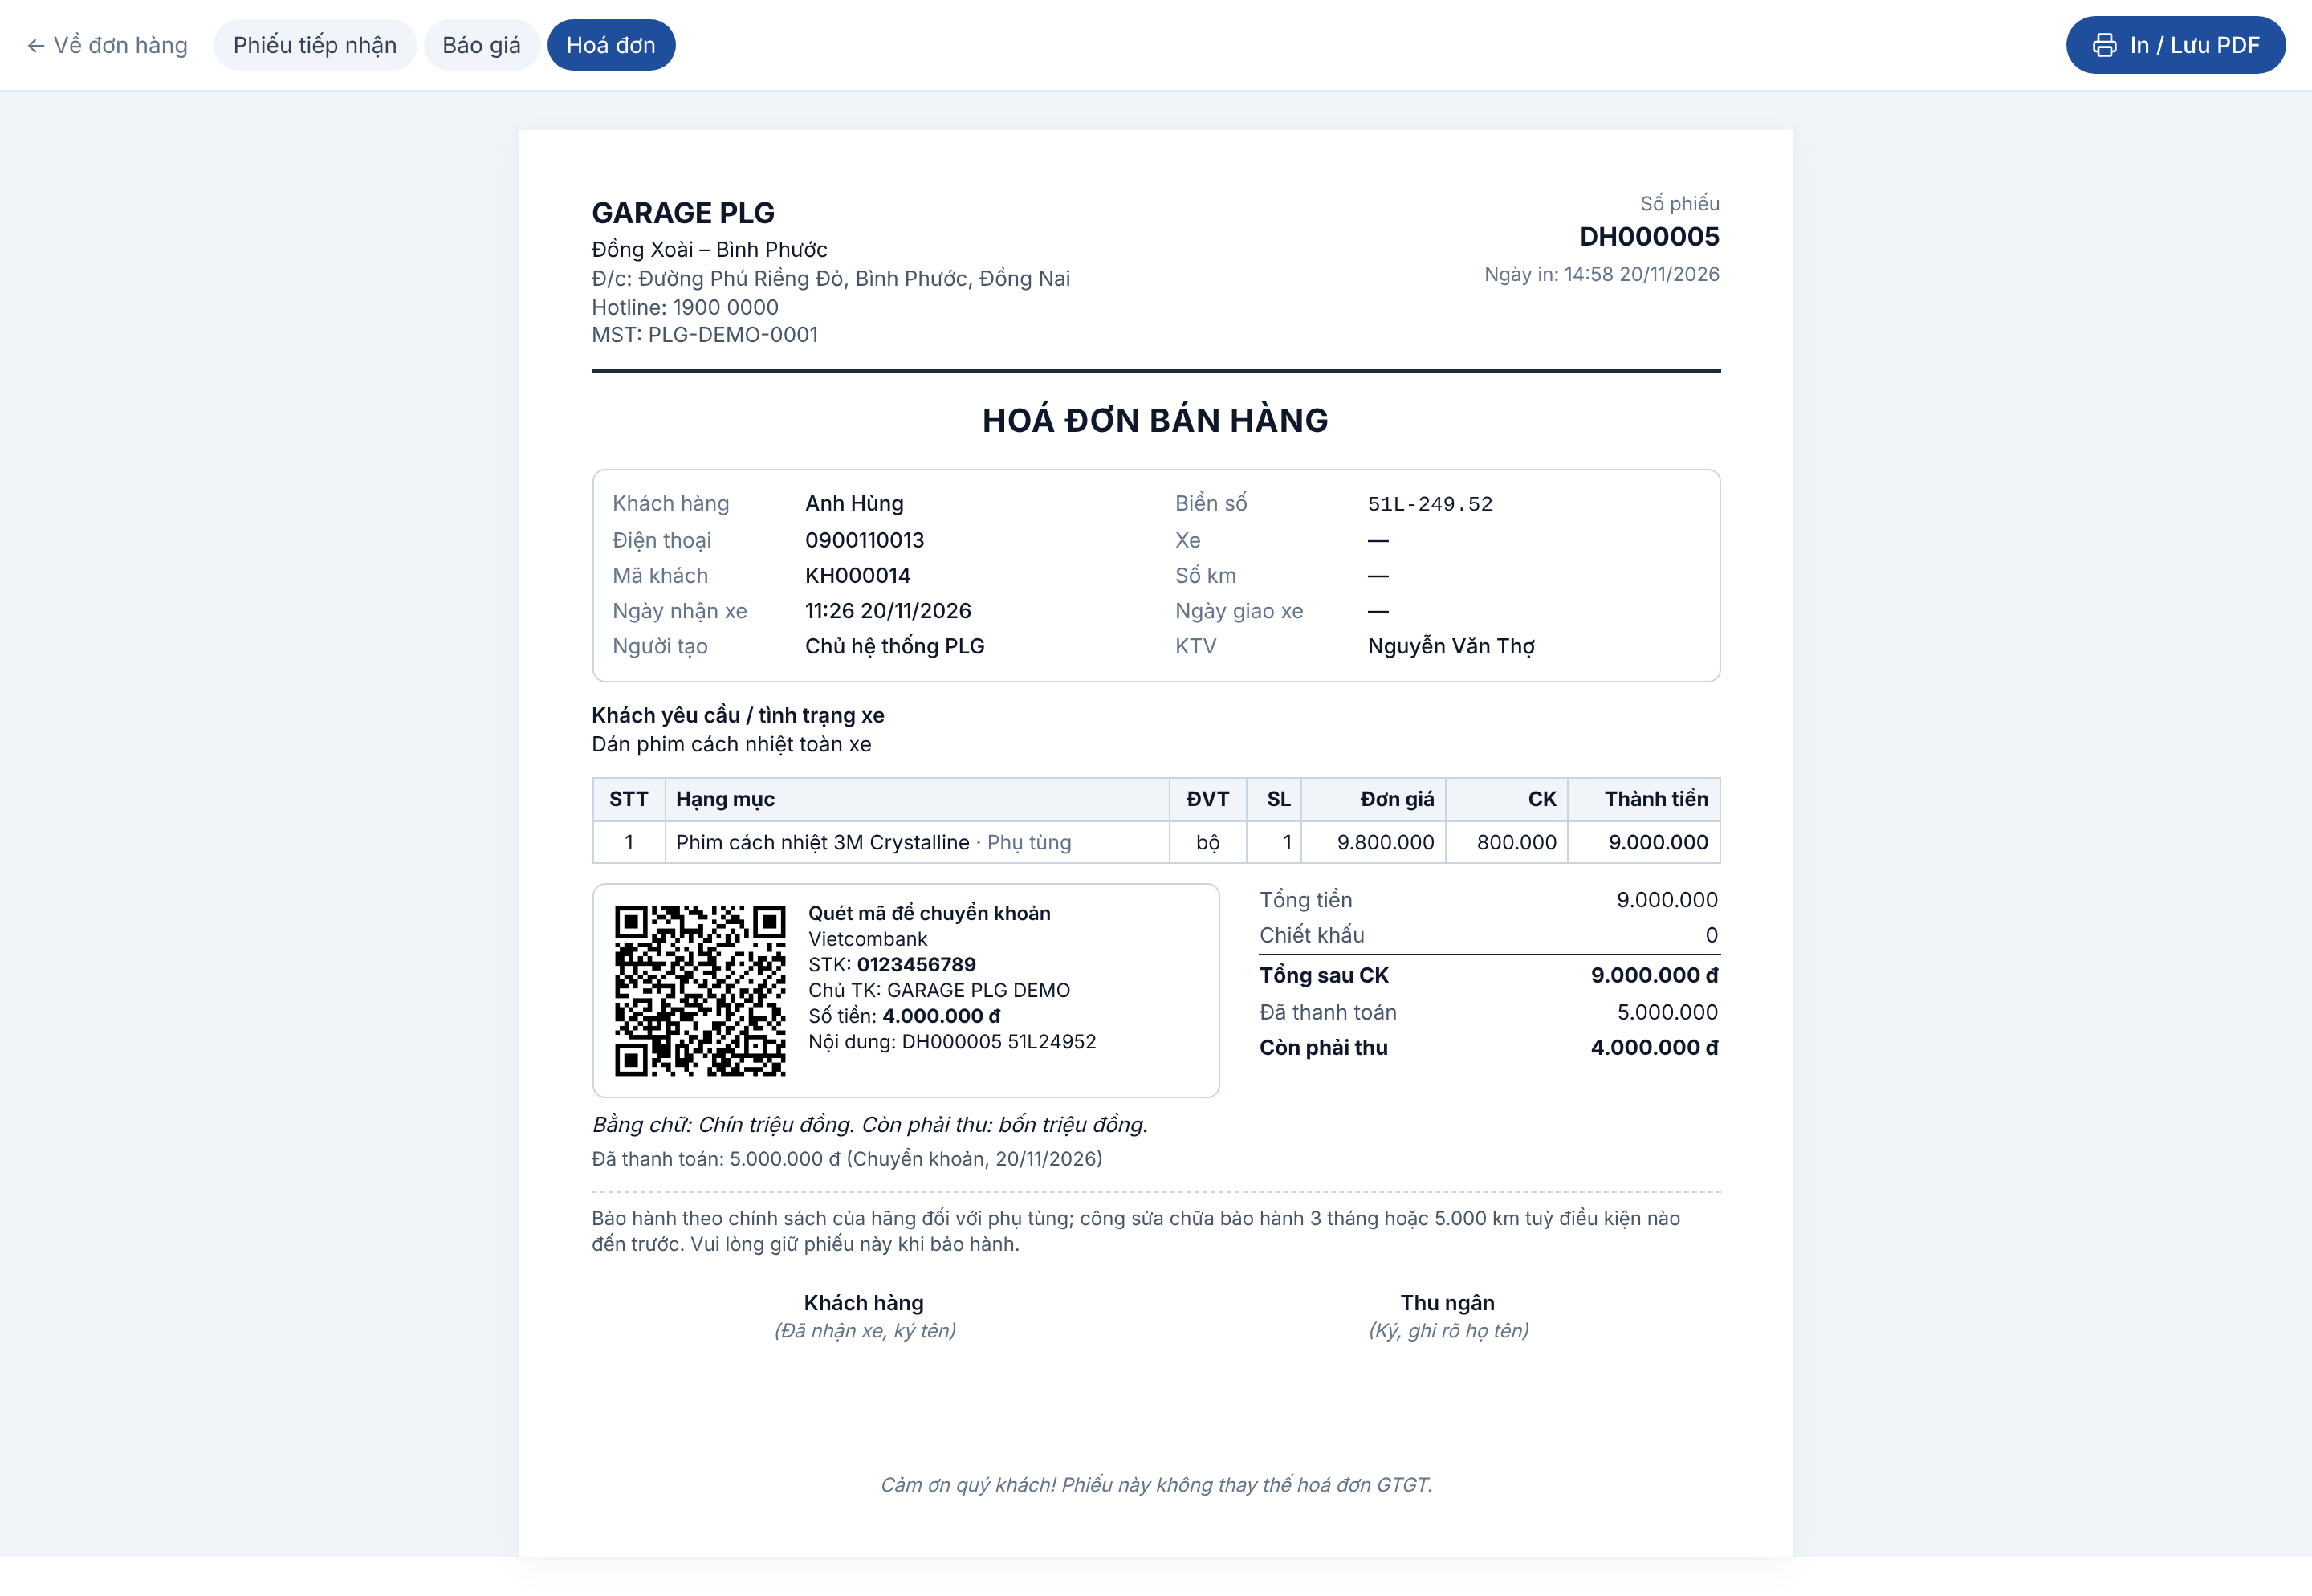 ← Về đơn hàng
Phiếu tiếp nhận
Báo giá
Hoá đơn
In / Lưu PDF
GARAGE PLG
Đồng Xoài – Bình Phước
Đ/c: Đường Phú Riềng Đỏ, Bình Phước, Đồng Nai
Hotline: 1900 0000
MST: PLG-DEMO-0001
Số phiếu
DH000005
Ngày in: 14:58 20/11/2026
HOÁ ĐƠN BÁN HÀNG
Khách hàng Anh Hùng Biển số 51L-249.52
Điện thoại 0900110013 Xe —
Mã khách KH000014 Số km —
Ngày nhận xe 11:26 20/11/2026 Ngày giao xe —
Người tạo Chủ hệ thống PLG KTV Nguyễn Văn Thợ
Khách yêu cầu / tình trạng xe
Dán phim cách nhiệt toàn xe
STT Hạng mục ĐVT SL Đơn giá CK Thành tiền
1 Phim cách nhiệt 3M Crystalline · Phụ tùng bộ 1 9.800.000 800.000 9.000.000
Quét mã để chuyển khoản
Vietcombank
STK: 0123456789
Chủ TK: GARAGE PLG DEMO
Số tiền: 4.000.000 đ
Nội dung: DH000005 51L24952
Tổng tiền 9.000.000
Chiết khấu 0
Tổng sau CK 9.000.000 đ
Đã thanh toán 5.000.000
Còn phải thu 4.000.000 đ
Bằng chữ: Chín triệu đồng. Còn phải thu: bốn triệu đồng.
Đã thanh toán: 5.000.000 đ (Chuyển khoản, 20/11/2026)
Bảo hành theo chính sách của hãng đối với phụ tùng; công sửa chữa bảo hành 3 tháng hoặc 5.000 km tuỳ điều kiện nào
đến trước. Vui lòng giữ phiếu này khi bảo hành.
Khách hàng Thu ngân
(Đã nhận xe, ký tên) (Ký, ghi rõ họ tên)
Cảm ơn quý khách! Phiếu này không thay thế hoá đơn GTGT.